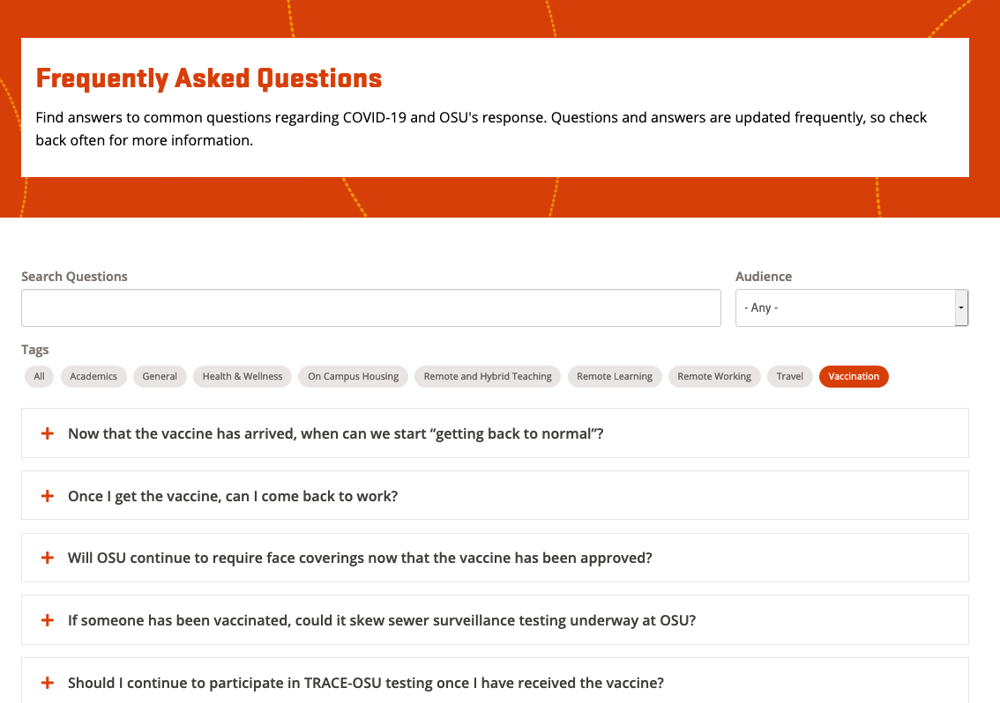 Frequently Asked Questions
Find answers to common questions regarding COVID-19 and OSU's response. Questions and answers are updated frequently, so check
back often for more information.
Search Questions
Audience
- Any -
Tags
All Academics General Health & Wellness On Campus Housing Remote and Hybrid Teaching Remote Learning Remote Working Travel Vaccination
Now that the vaccine has arrived, when can we start “getting back to normal”?
Once I get the vaccine, can I come back to work?
Will OSU continue to require face coverings now that the vaccine has been approved?
If someone has been vaccinated, could it skew sewer surveillance testing underway at OSU?
Should I continue to participate in TRACE-OSU testing once I have received the vaccine?